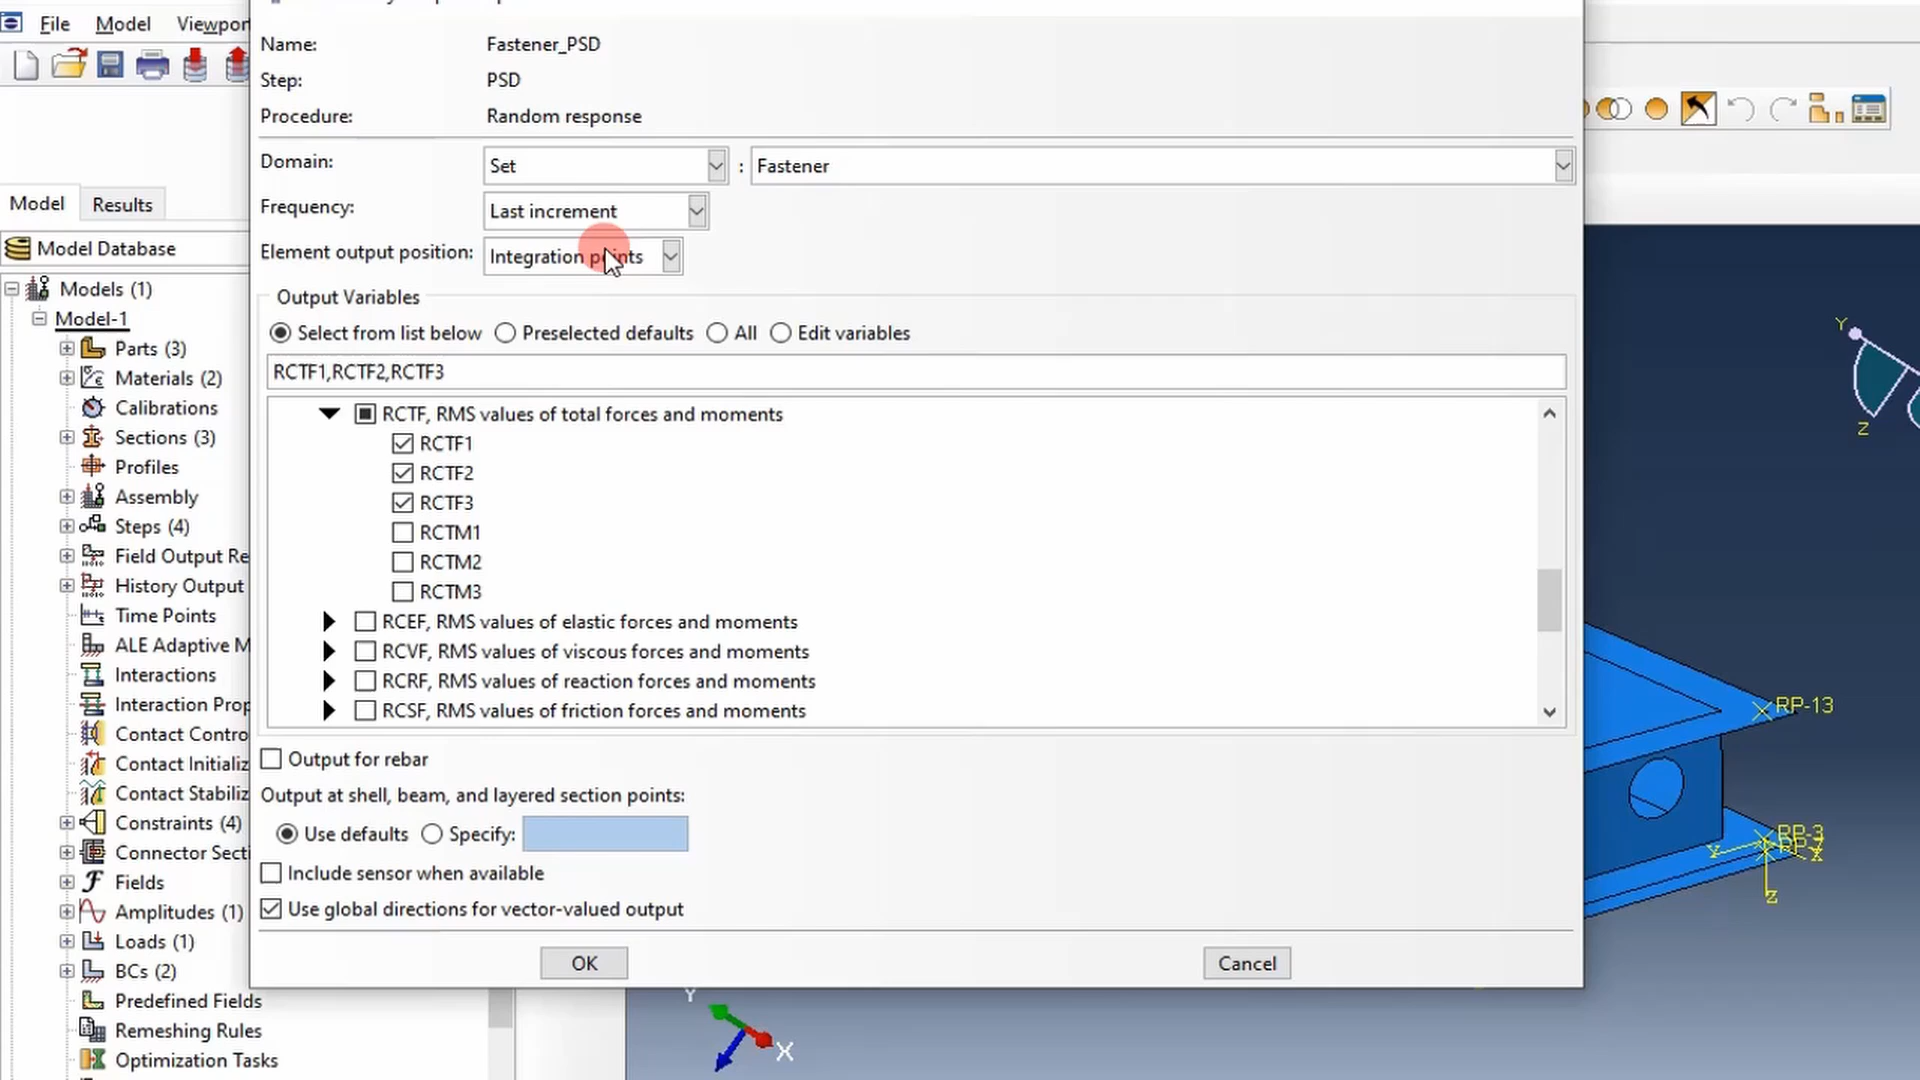 File Model Viewport
Name: Fastener_PSD
Step: PSD
Procedure: Random response
Domain: Set : Fastener
Frequency: Last increment
Element output position: Integration points
Output Variables
Select from list below Preselected defaults All Edit variables
RCTF1,RCTF2,RCTF3
RCTF, RMS values of total forces and moments
RCTF1
RCTF2
RCTF3
RCTM1
RCTM2
RCTM3
RCEF, RMS values of elastic forces and moments
RCVF, RMS values of viscous forces and moments
RCRF, RMS values of reaction forces and moments
RCSF, RMS values of friction forces and moments
Output for rebar
Output at shell, beam, and layered section points:
Use defaults Specify:
Include sensor when available
Use global directions for vector-valued output
OK Cancel
Model Results
Model Database
Models (1)
Model-1
Parts (3)
Materials (2)
Calibrations
Sections (3)
Profiles
Assembly
Steps (4)
Field Output Re
History Output
Time Points
ALE Adaptive M
Interactions
Interaction Prop
Contact Contro
Contact Initializ
Contact Stabiliz
Constraints (4)
Connector Secti
Fields
Amplitudes (1)
Loads (1)
BCs (2)
Predefined Fields
Remeshing Rules
Optimization Tasks
Y
Z
RP-13
RP-3
Y
X
Z
Y
X